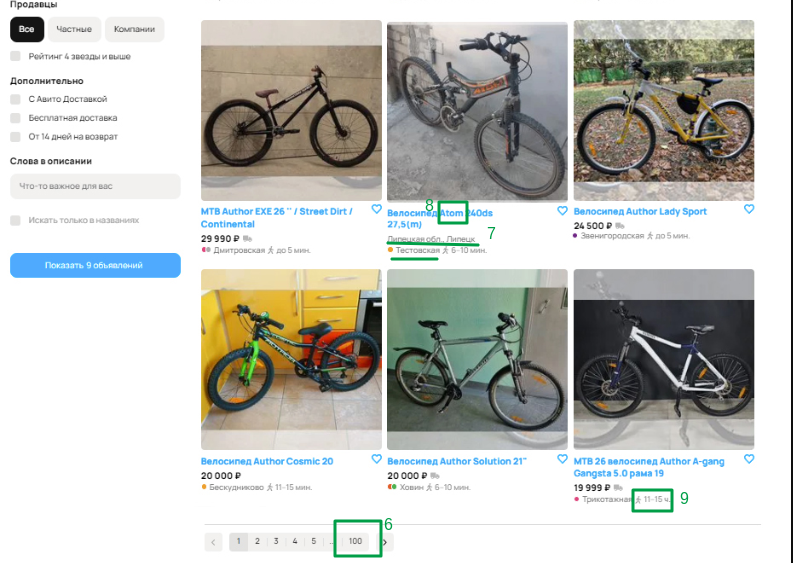 Продавцы
Все Частные Компании
Рейтинг 4 звезды и выше
Дополнительно
С Авито Доставкой
Бесплатная доставка
От 14 дней на возврат
Слова в описании
Что-то важное для вас
Искать только в названиях
Показать 9 объявлений
MTB Author EXE 26 '' / Street Dirt /
Continental
29 990 ₽
Дмитровская до 5 мин.
8
Велосипед Atom 240ds
27,5(m)
Липецкая обл., Липецк
7
Тестовская 6–10 мин.
Велосипед Author Lady Sport
24 500 ₽
Звенигородская до 5 мин.
Велосипед Author Cosmic 20
20 000 ₽
Бескудниково 11–15 мин.
Велосипед Author Solution 21"
20 000 ₽
Ховин 6–10 мин.
MTB 26 велосипед Author A-gang
Gangsta 5.0 рама 19
19 999 ₽
Трикотажная 11–15 ч.
9
6
‹ 1 2 3 4 5 ... 100 ›